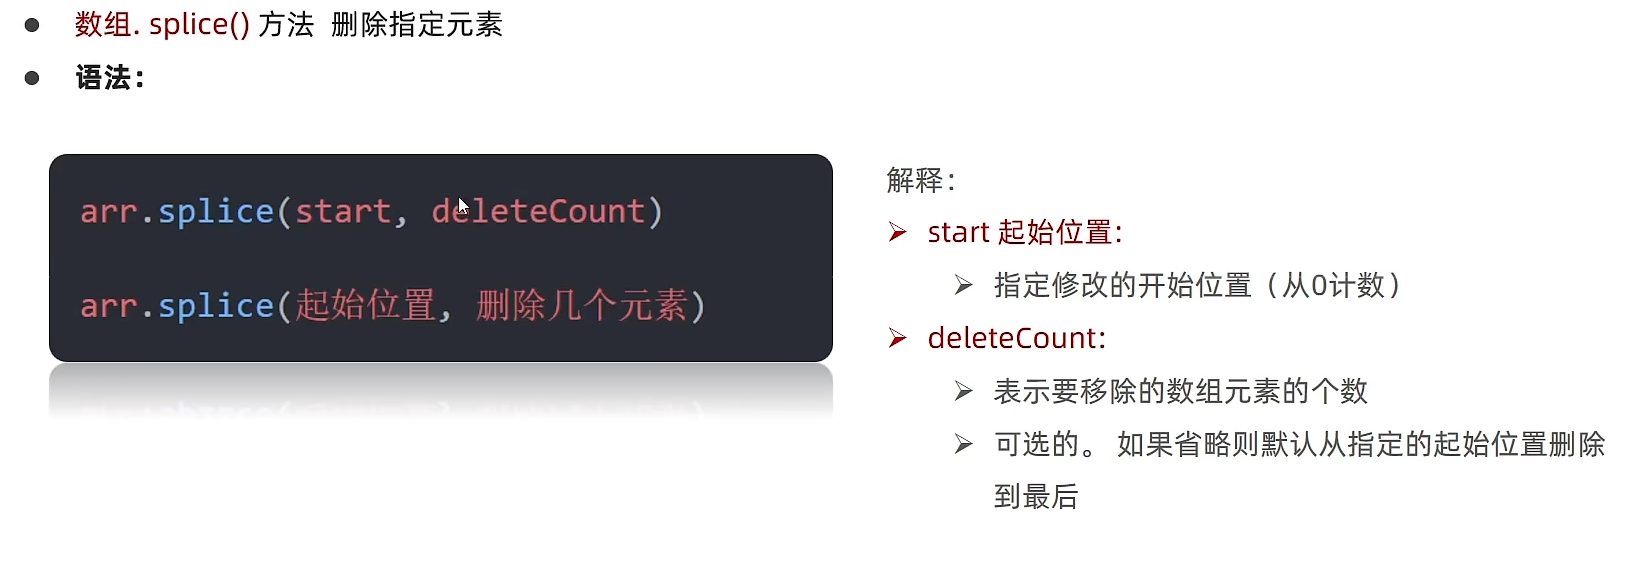 数组. splice() 方法 删除指定元素
语法：
arr.splice(start, deleteCount)
arr.splice(起始位置, 删除几个元素)
解释：
start 起始位置:
指定修改的开始位置（从0计数）
deleteCount:
表示要移除的数组元素的个数
可选的。 如果省略则默认从指定的起始位置删除
到最后